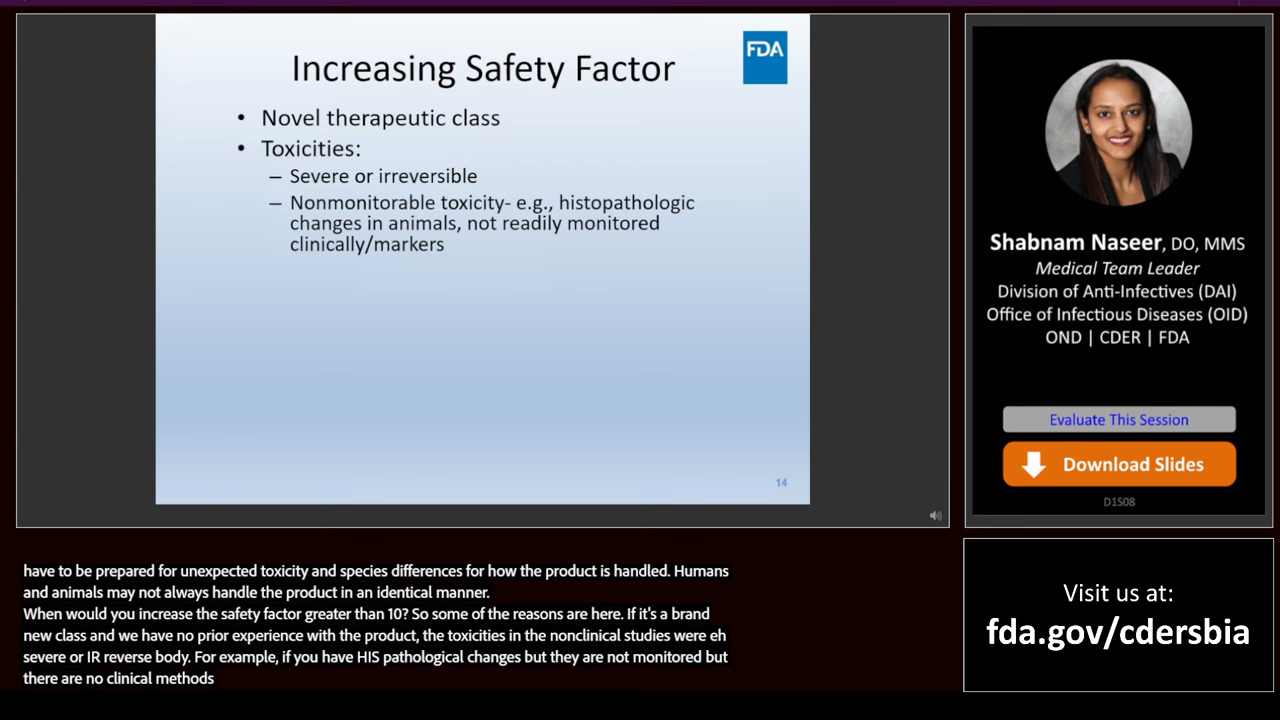 Increasing Safety Factor
FDA
• Novel therapeutic class
• Toxicities:
– Severe or irreversible
– Nonmonitorable toxicity- e.g., histopathologic
changes in animals, not readily monitored
clinically/markers
14
Shabnam Naseer, DO, MMS
Medical Team Leader
Division of Anti-Infectives (DAI)
Office of Infectious Diseases (OID)
OND | CDER | FDA
Evaluate This Session
Download Slides
D1S08
have to be prepared for unexpected toxicity and species differences for how the product is handled. Humans
and animals may not always handle the product in an identical manner.
When would you increase the safety factor greater than 10? So some of the reasons are here. If it's a brand
new class and we have no prior experience with the product, the toxicities in the nonclinical studies were eh
severe or IR reverse body. For example, if you have HIS pathological changes but they are not monitored but
there are no clinical methods
Visit us at:
fda.gov/cdersbia